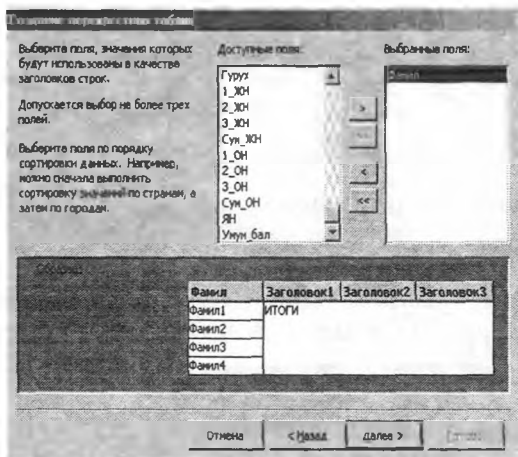 Создание перекрестных таблиц
Выберите поля, значения которых
будут использованы в качестве
заголовков строк.
Допускается выбор не более трех
полей.
Выберите поля по порядку
сортировки данных. Например,
можно сначала выполнить
сортировку значений по странам, а
затем по городам.
Доступные поля:
Гурух
1_ЖН
2_ЖН
3_ЖН
Сум_ЖН
1_ОН
2_ОН
3_ОН
Сум_ОН
ЯН
Умум_бал
>
>>
<
<<
Выбранные поля:
Фамил
Образец:
Фамил Заголовок1 Заголовок2 Заголовок3
Фамил1 ИТОГИ
Фамил2
Фамил3
Фамил4
Отмена
< Назад
Далее >
Готово